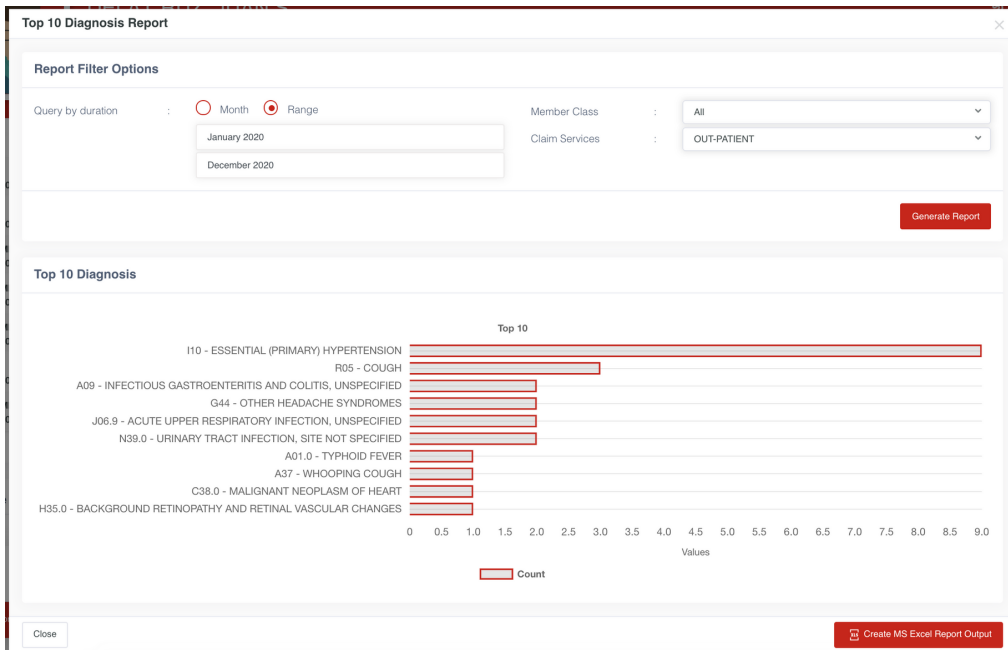 Top 10 Diagnosis Report
Report Filter Options
Query by duration : Month Range
January 2020
December 2020
Member Class : All
Claim Services : OUT-PATIENT
Generate Report
Top 10 Diagnosis
Top 10
I10 - ESSENTIAL (PRIMARY) HYPERTENSION
R05 - COUGH
A09 - INFECTIOUS GASTROENTERITIS AND COLITIS, UNSPECIFIED
G44 - OTHER HEADACHE SYNDROMES
J06.9 - ACUTE UPPER RESPIRATORY INFECTION, UNSPECIFIED
N39.0 - URINARY TRACT INFECTION, SITE NOT SPECIFIED
A01.0 - TYPHOID FEVER
A37 - WHOOPING COUGH
C38.0 - MALIGNANT NEOPLASM OF HEART
H35.0 - BACKGROUND RETINOPATHY AND RETINAL VASCULAR CHANGES
0 0.5 1.0 1.5 2.0 2.5 3.0 3.5 4.0 4.5 5.0 5.5 6.0 6.5 7.0 7.5 8.0 8.5 9.0
Values
Count
Close
Create MS Excel Report Output